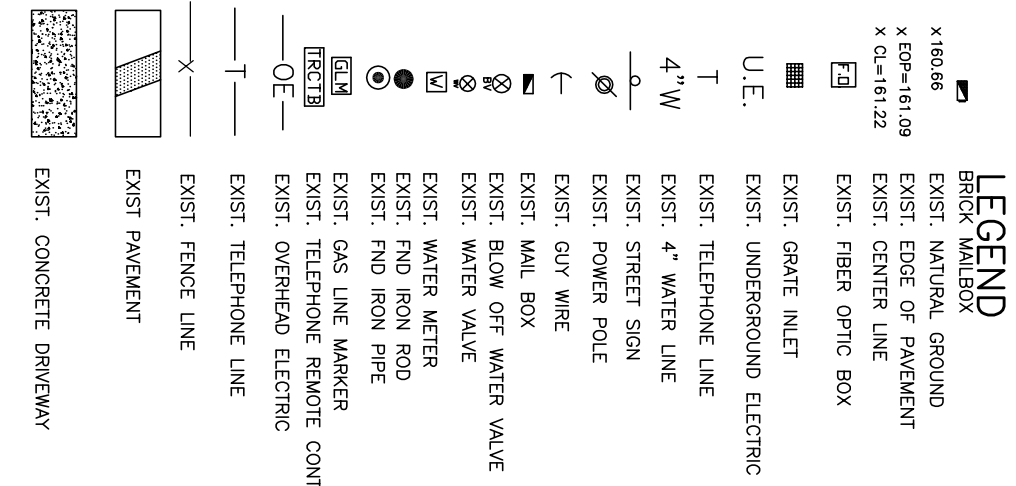 LEGEND
BRICK MAILBOX
X 160.66 EXIST. NATURAL GROUND
X EOP=161.09 EXIST. EDGE OF PAVEMENT
X CL=161.22 EXIST. CENTER LINE
F.O EXIST. FIBER OPTIC BOX
EXIST. GRATE INLET
U.E. EXIST. UNDERGROUND ELECTRIC
T EXIST. TELEPHONE LINE
4"W EXIST. 4" WATER LINE
EXIST. STREET SIGN
EXIST. POWER POLE
EXIST. GUY WIRE
EXIST. MAIL BOX
BV EXIST. BLOW OFF WATER VALVE
W EXIST. WATER VALVE
W EXIST. WATER METER
EXIST. FND IRON ROD
EXIST. FND IRON PIPE
GLM EXIST. GAS LINE MARKER
TRCTB EXIST. TELEPHONE REMOTE CONT
OE EXIST. OVERHEAD ELECTRIC
T EXIST. TELEPHONE LINE
X EXIST. FENCE LINE
EXIST PAVEMENT
EXIST. CONCRETE DRIVEWAY